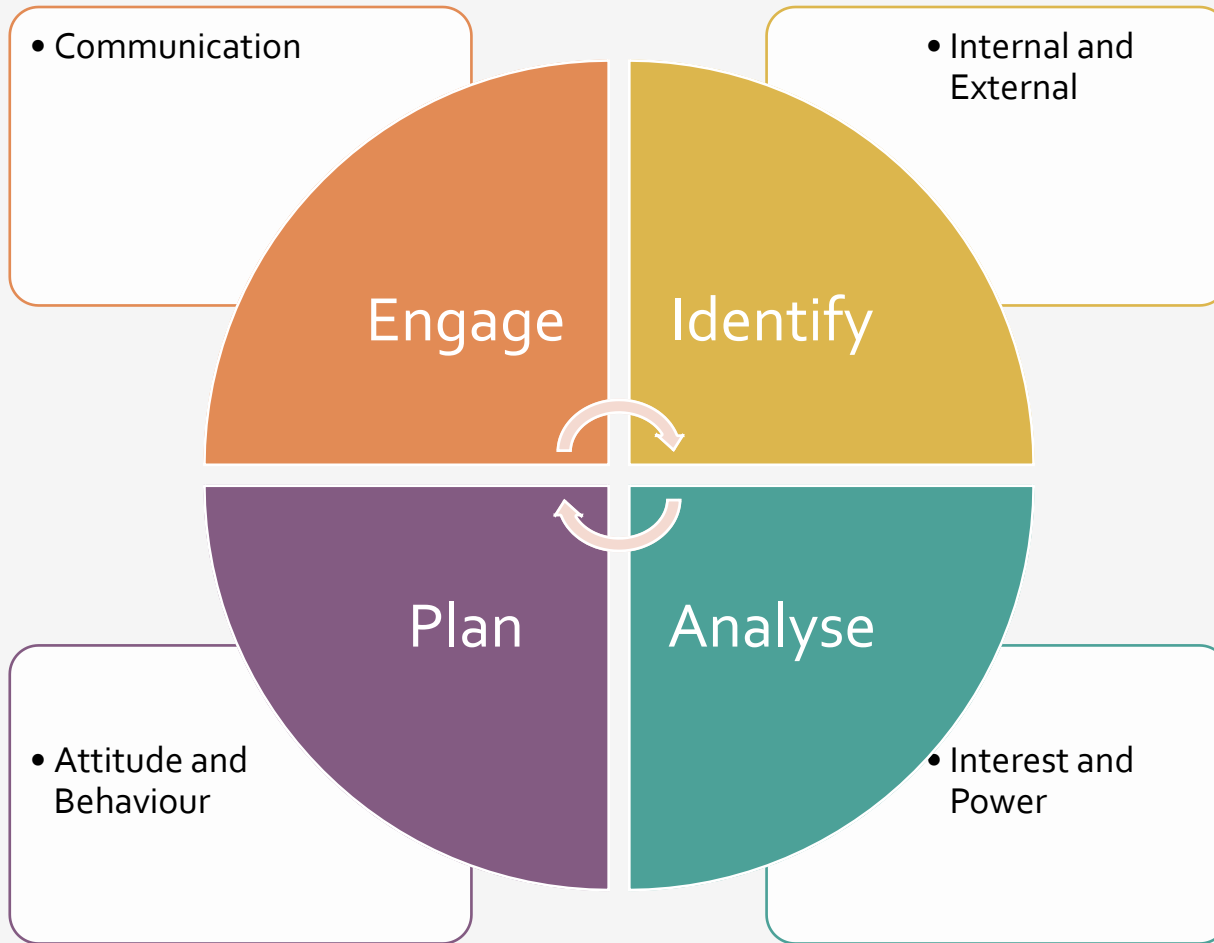 • Communication
• Internal and
External
Engage
Identify
Plan
Analyse
• Attitude and
Behaviour
• Interest and
Power